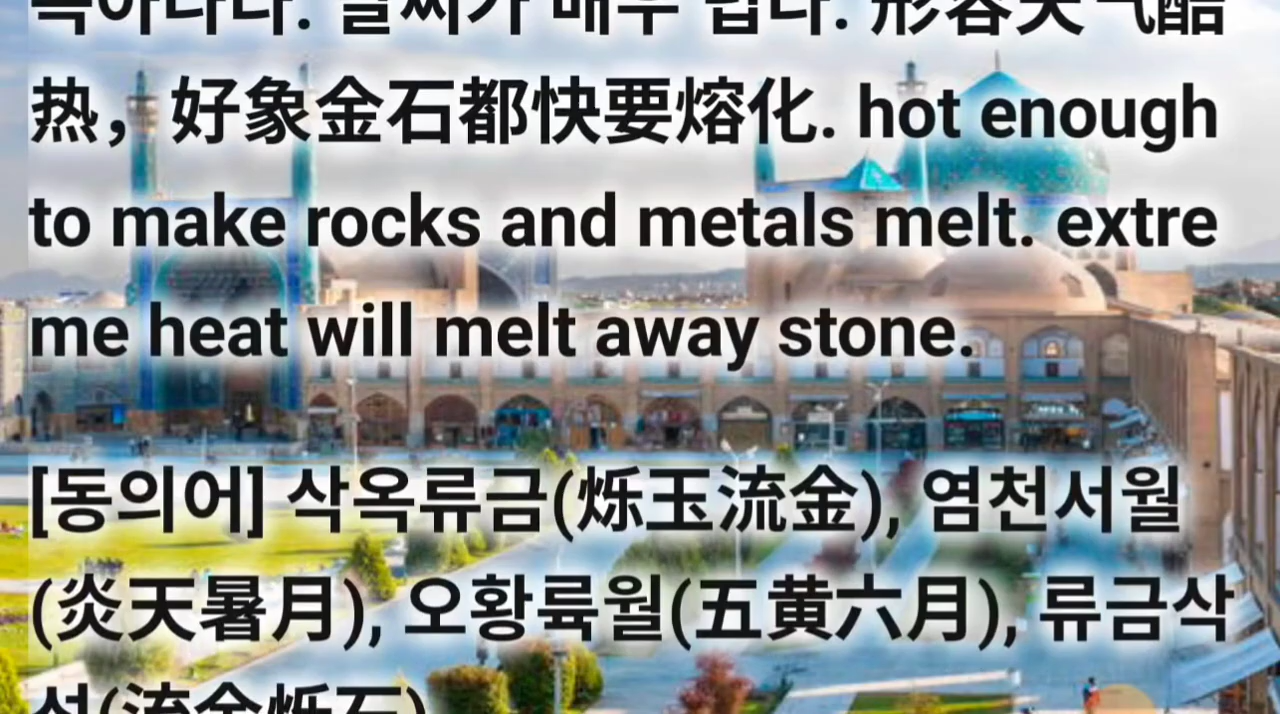 녹아나다. 날씨가 매우 덥다. 形容天气酷
热，好象金石都快要熔化. hot enough
to make rocks and metals melt. extre
me heat will melt away stone.
[동의어] 삭옥류금(烁玉流金), 염천서월
(炎天暑月), 오황륙월(五黄六月), 류금삭
석(流金烁石)